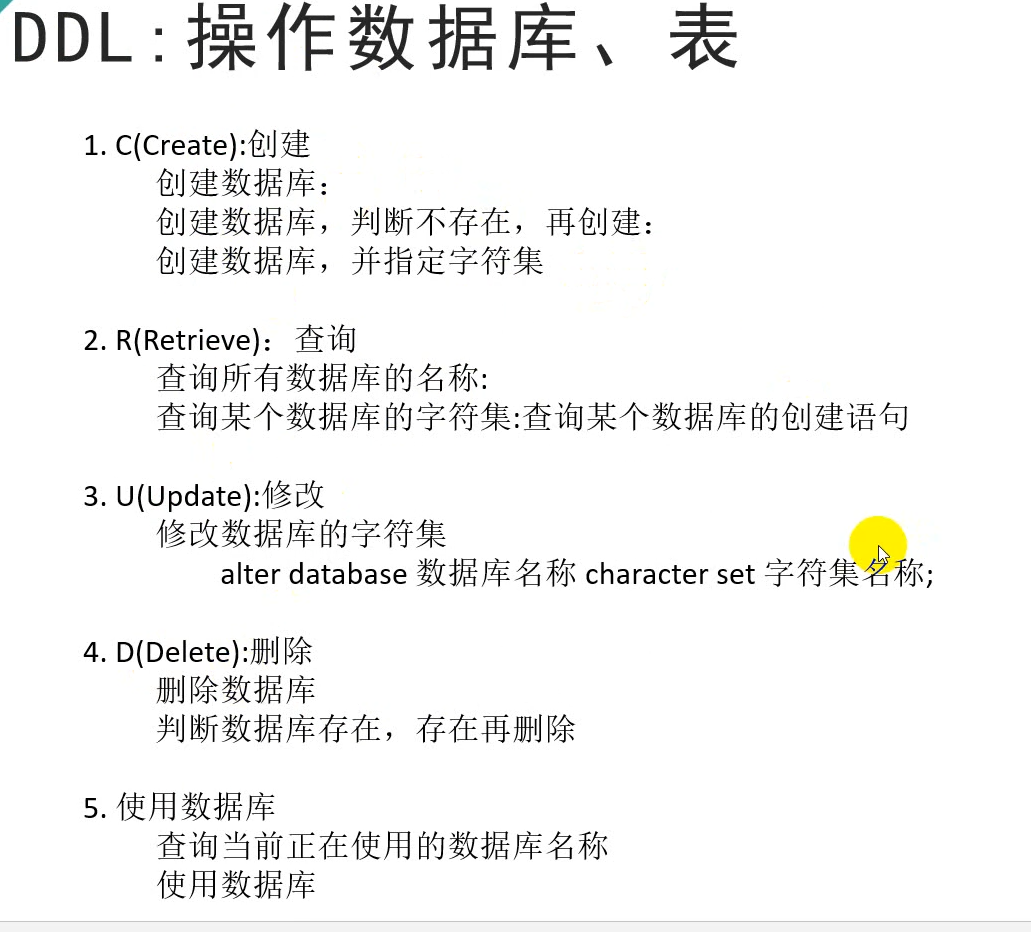 DDL:操作数据库、表
1. C(Create):创建
创建数据库：
创建数据库，判断不存在，再创建：
创建数据库，并指定字符集
2. R(Retrieve)：查询
查询所有数据库的名称:
查询某个数据库的字符集:查询某个数据库的创建语句
3. U(Update):修改
修改数据库的字符集
alter database 数据库名称 character set 字符集名称;
4. D(Delete):删除
删除数据库
判断数据库存在，存在再删除
5. 使用数据库
查询当前正在使用的数据库名称
使用数据库